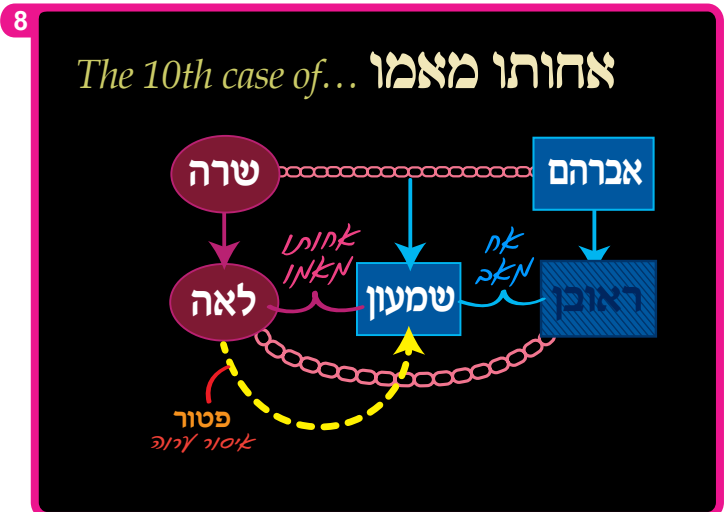 8
The 10th case of... אחותו מאמו
שרה
אברהם
אחותו
מאמו
אח
מאב
לאה
שמעון
ראובן
פטור
איסור ערוה